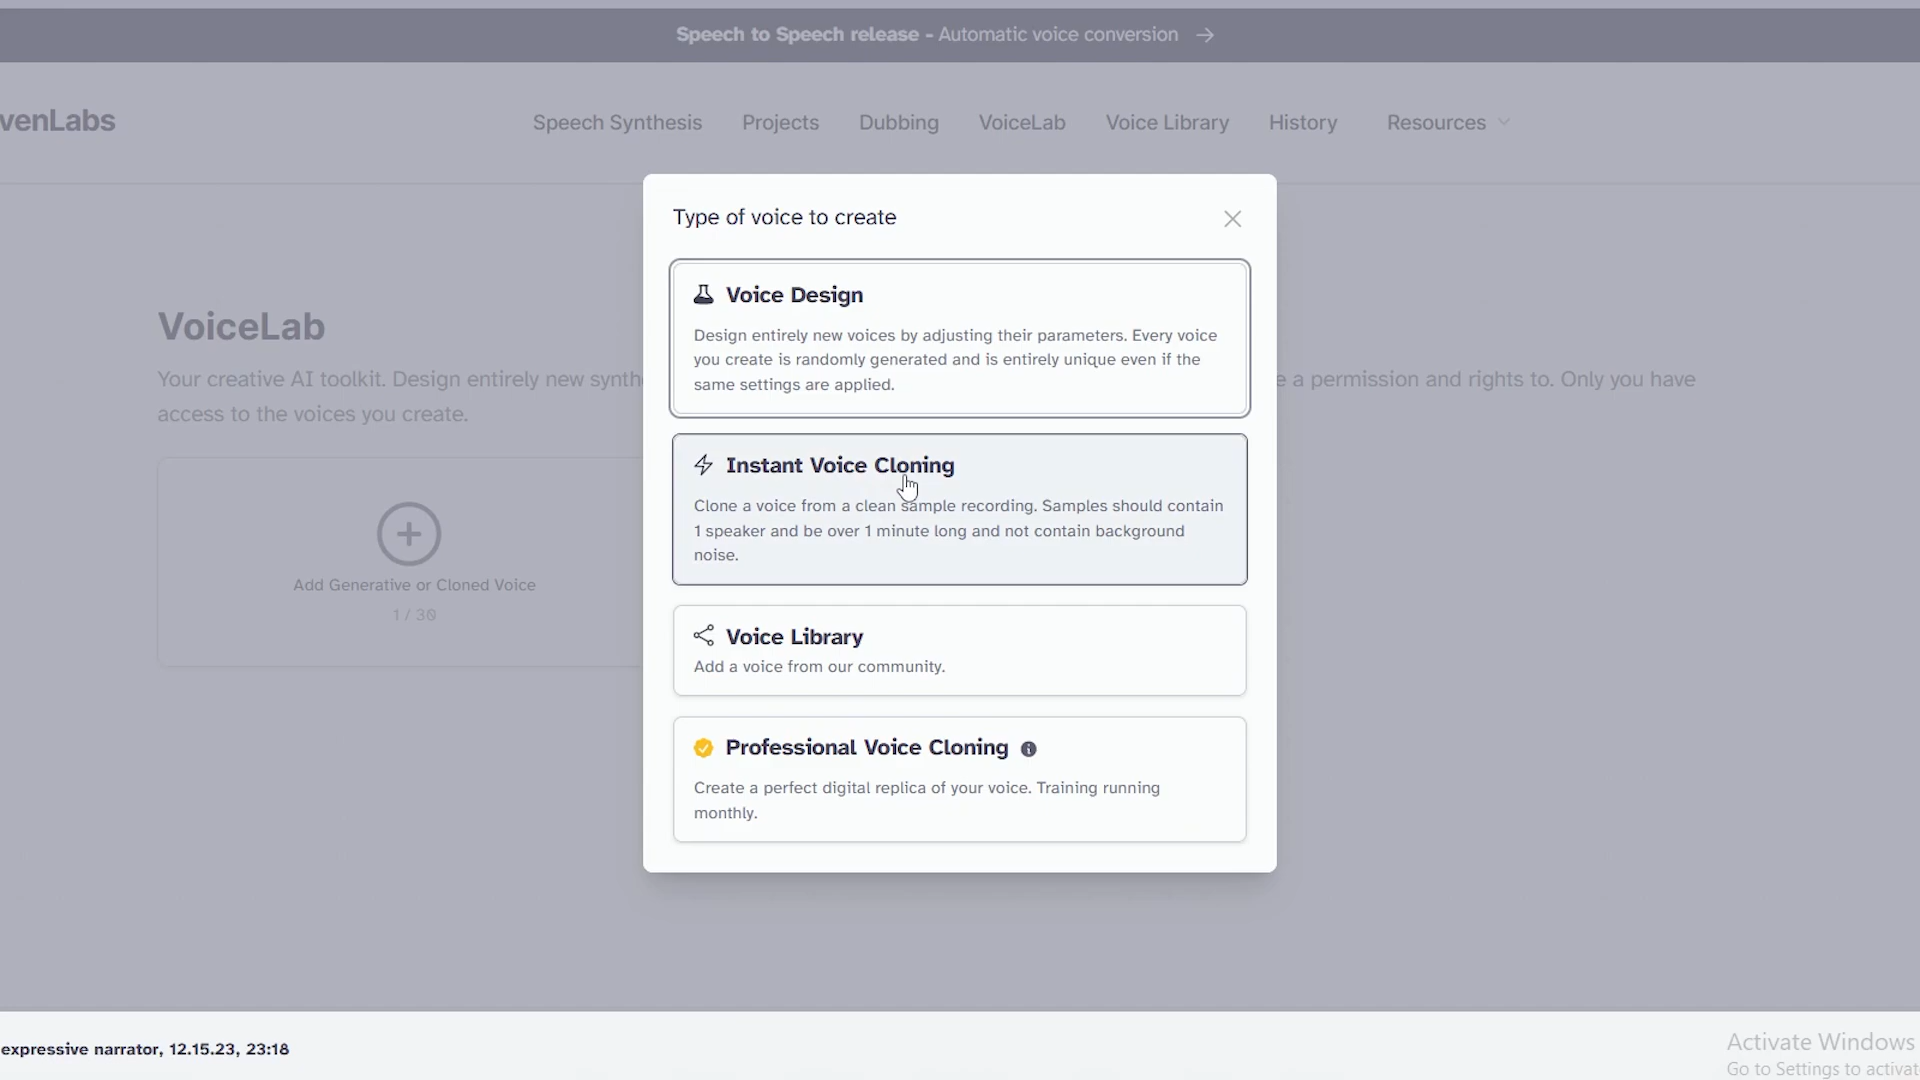 Speech to Speech release - Automatic voice conversion
venLabs
Speech Synthesis
Projects
Dubbing
VoiceLab
Voice Library
History
Resources
Type of voice to create
Voice Design
Design entirely new voices by adjusting their parameters. Every voice
you create is randomly generated and is entirely unique even if the
same settings are applied.
VoiceLab
Your creative AI toolkit. Design entirely new synth
e a permission and rights to. Only you have
access to the voices you create.
Instant Voice Cloning
Clone a voice from a clean sample recording. Samples should contain
1 speaker and be over 1 minute long and not contain background
noise.
Add Generative or Cloned Voice
1 / 30
Voice Library
Add a voice from our community.
Professional Voice Cloning
Create a perfect digital replica of your voice. Training running
monthly.
expressive narrator, 12.15.23, 23:18
Activate Windows
Go to Settings to activat